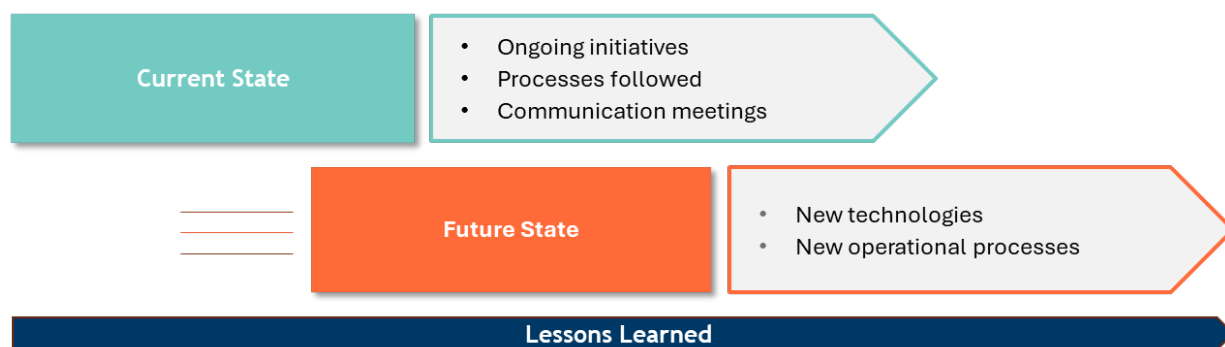 Current State
• Ongoing initiatives
• Processes followed
• Communication meetings
Future State
• New technologies
• New operational processes
Lessons Learned